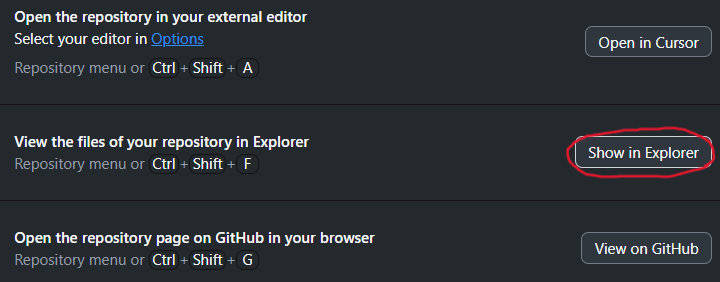 Open the repository in your external editor
Select your editor in Options
Open in Cursor
Repository menu or Ctrl + Shift + A
View the files of your repository in Explorer
Show in Explorer
Repository menu or Ctrl + Shift + F
Open the repository page on GitHub in your browser
View on GitHub
Repository menu or Ctrl + Shift + G